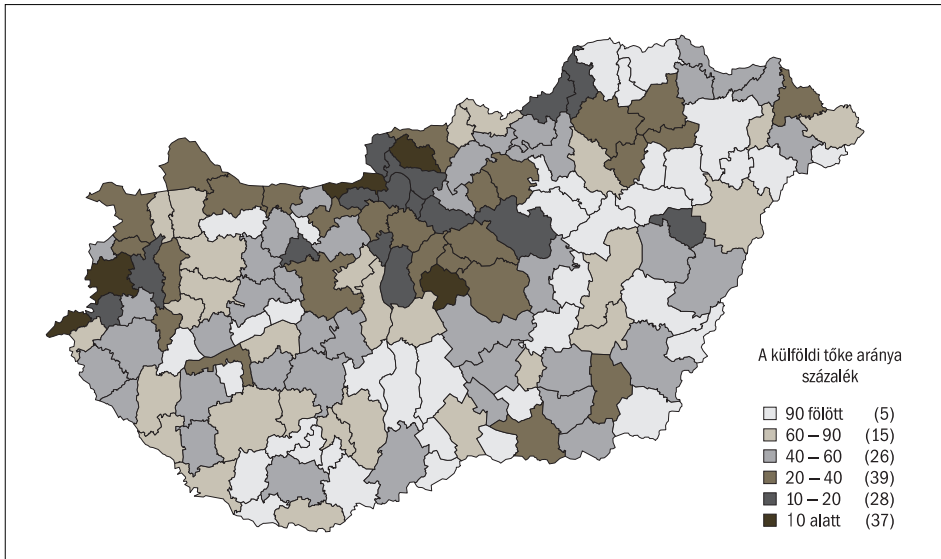 A külföldi tőke aránya
százalék
90 fölött (5)
60 – 90 (15)
40 – 60 (26)
20 – 40 (39)
10 – 20 (28)
10 alatt (37)